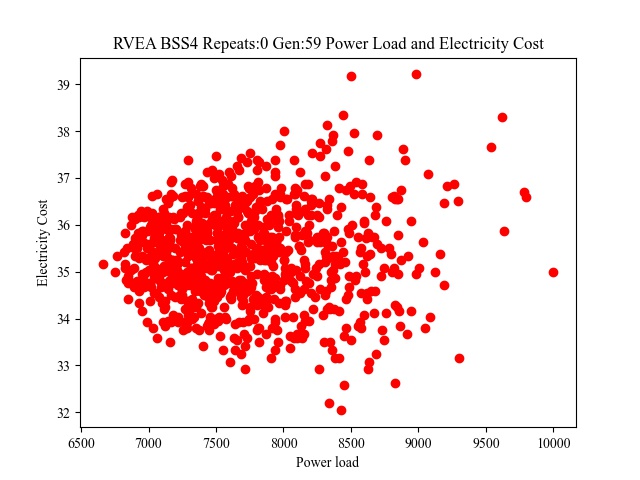 RVEA BSS4 Repeats:0 Gen:59 Power Load and Electricity Cost
39
38
37
36
35
34
33
32
Electricity Cost
6500 7000 7500 8000 8500 9000 9500 10000
Power load